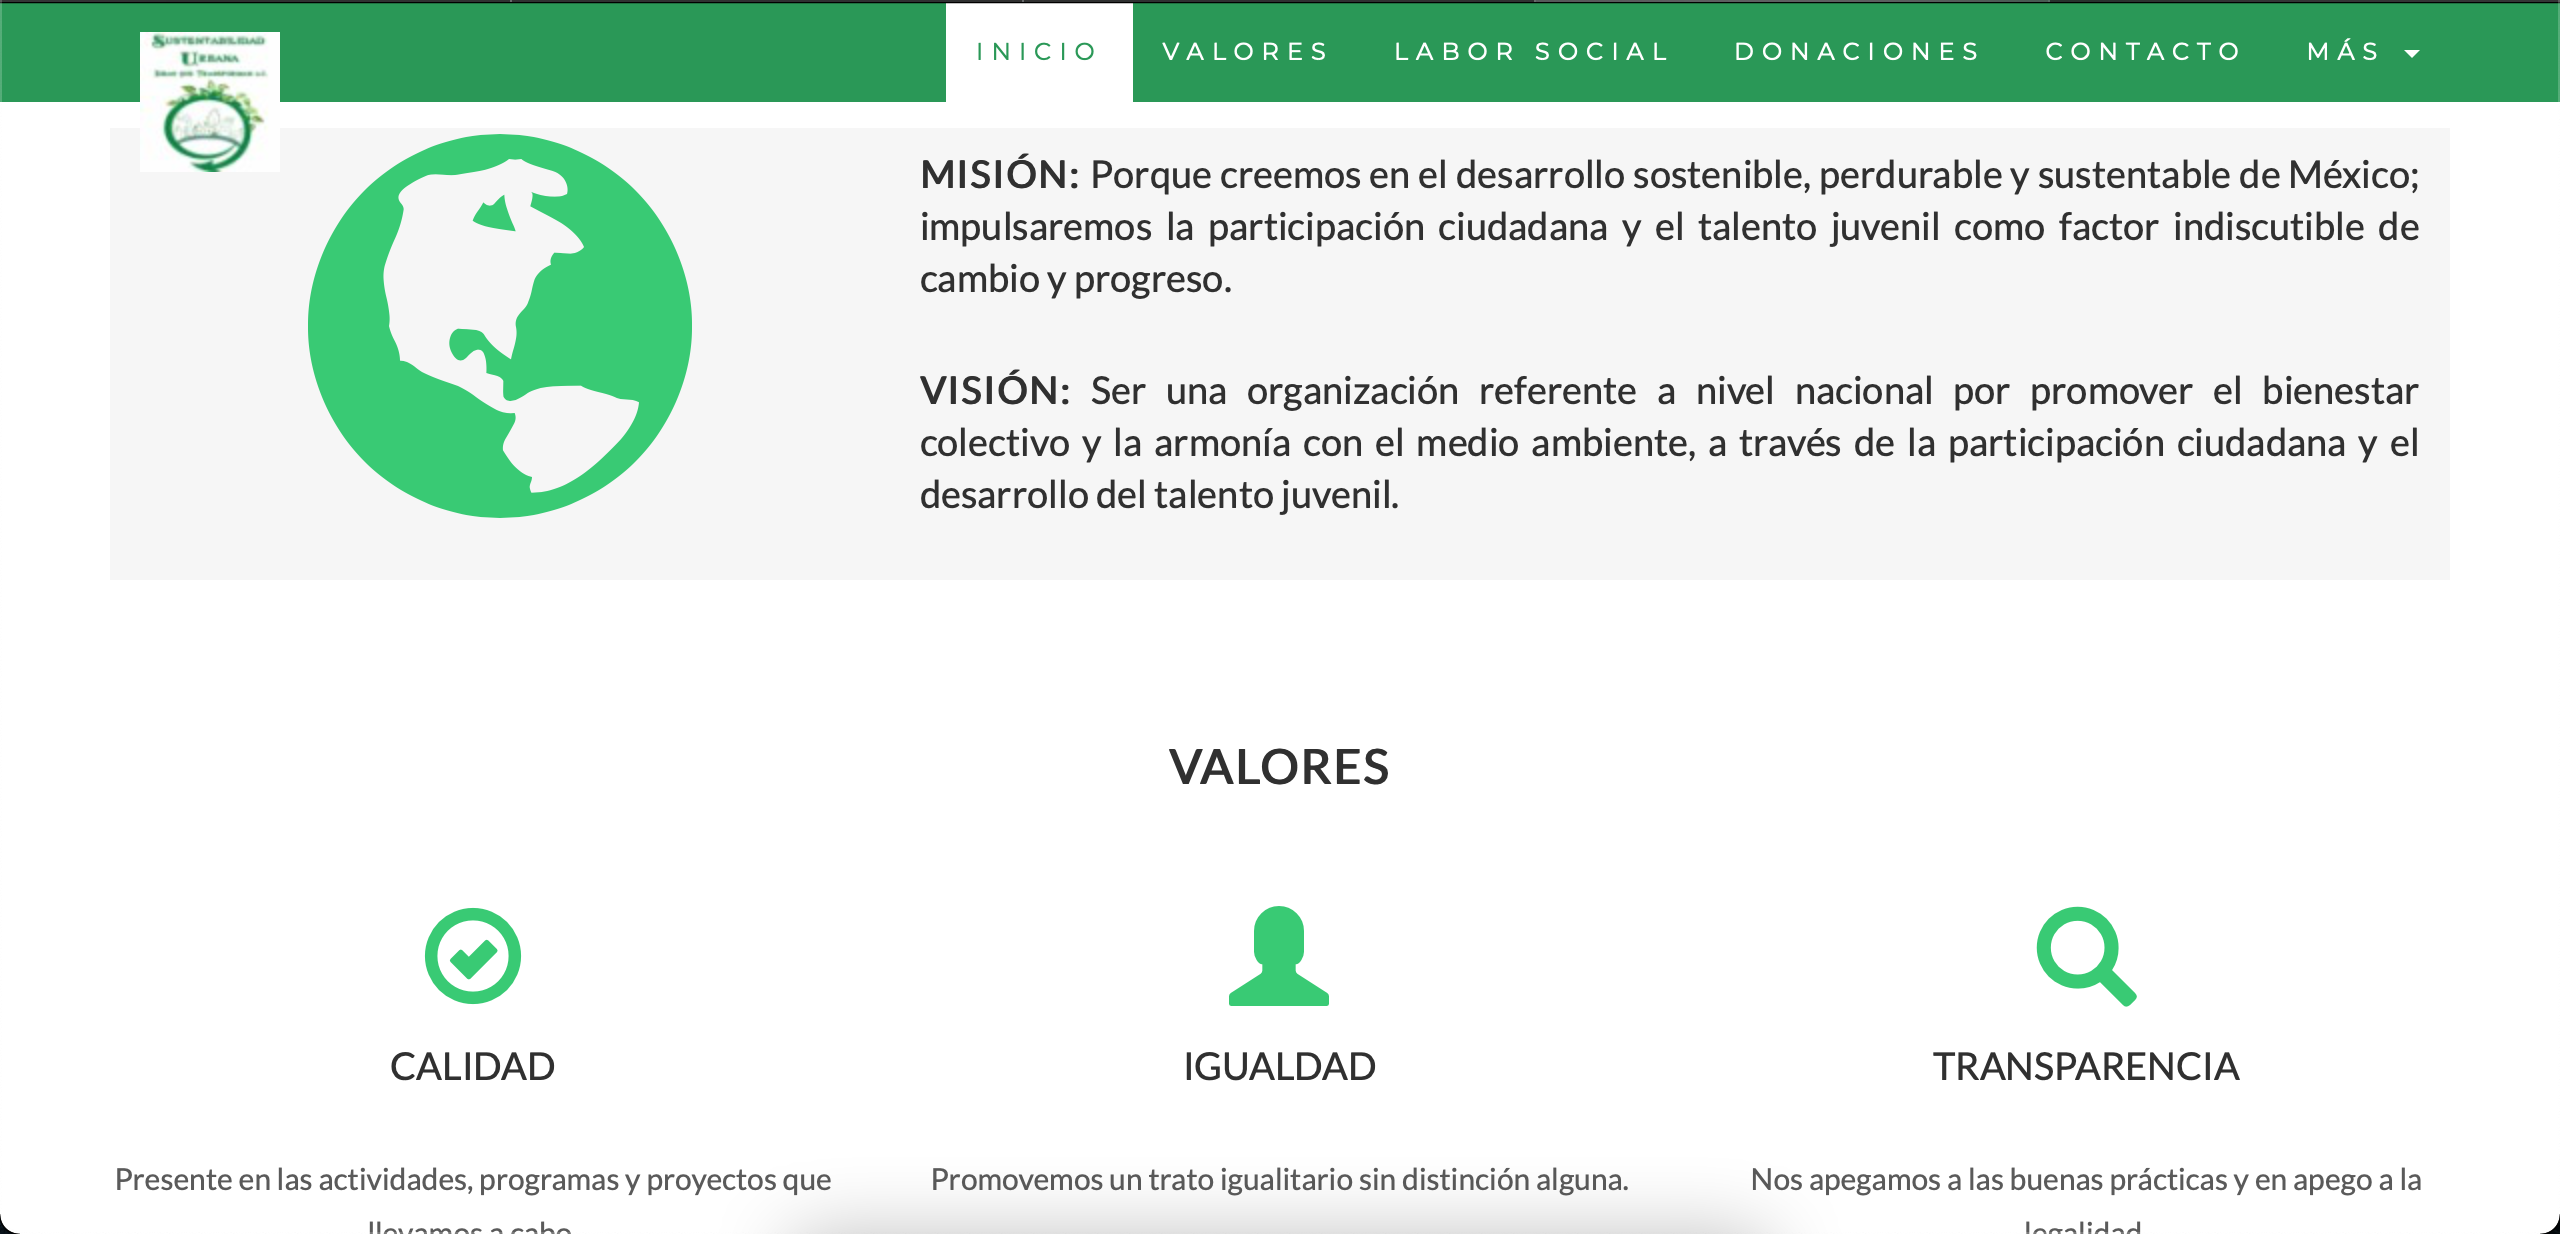 SUSTENTABILIDAD
URBANA
INICIO
VALORES
LABOR SOCIAL
DONACIONES
CONTACTO
MÁS
MISIÓN: Porque creemos en el desarrollo sostenible, perdurable y sustentable de México;
impulsaremos la participación ciudadana y el talento juvenil como factor indiscutible de
cambio y progreso.
VISIÓN: Ser una organización referente a nivel nacional por promover el bienestar
colectivo y la armonía con el medio ambiente, a través de la participación ciudadana y el
desarrollo del talento juvenil.
VALORES
CALIDAD
Presente en las actividades, programas y proyectos que
llevamos a cabo
IGUALDAD
Promovemos un trato igualitario sin distinción alguna.
TRANSPARENCIA
Nos apegamos a las buenas prácticas y en apego a la
legalidad